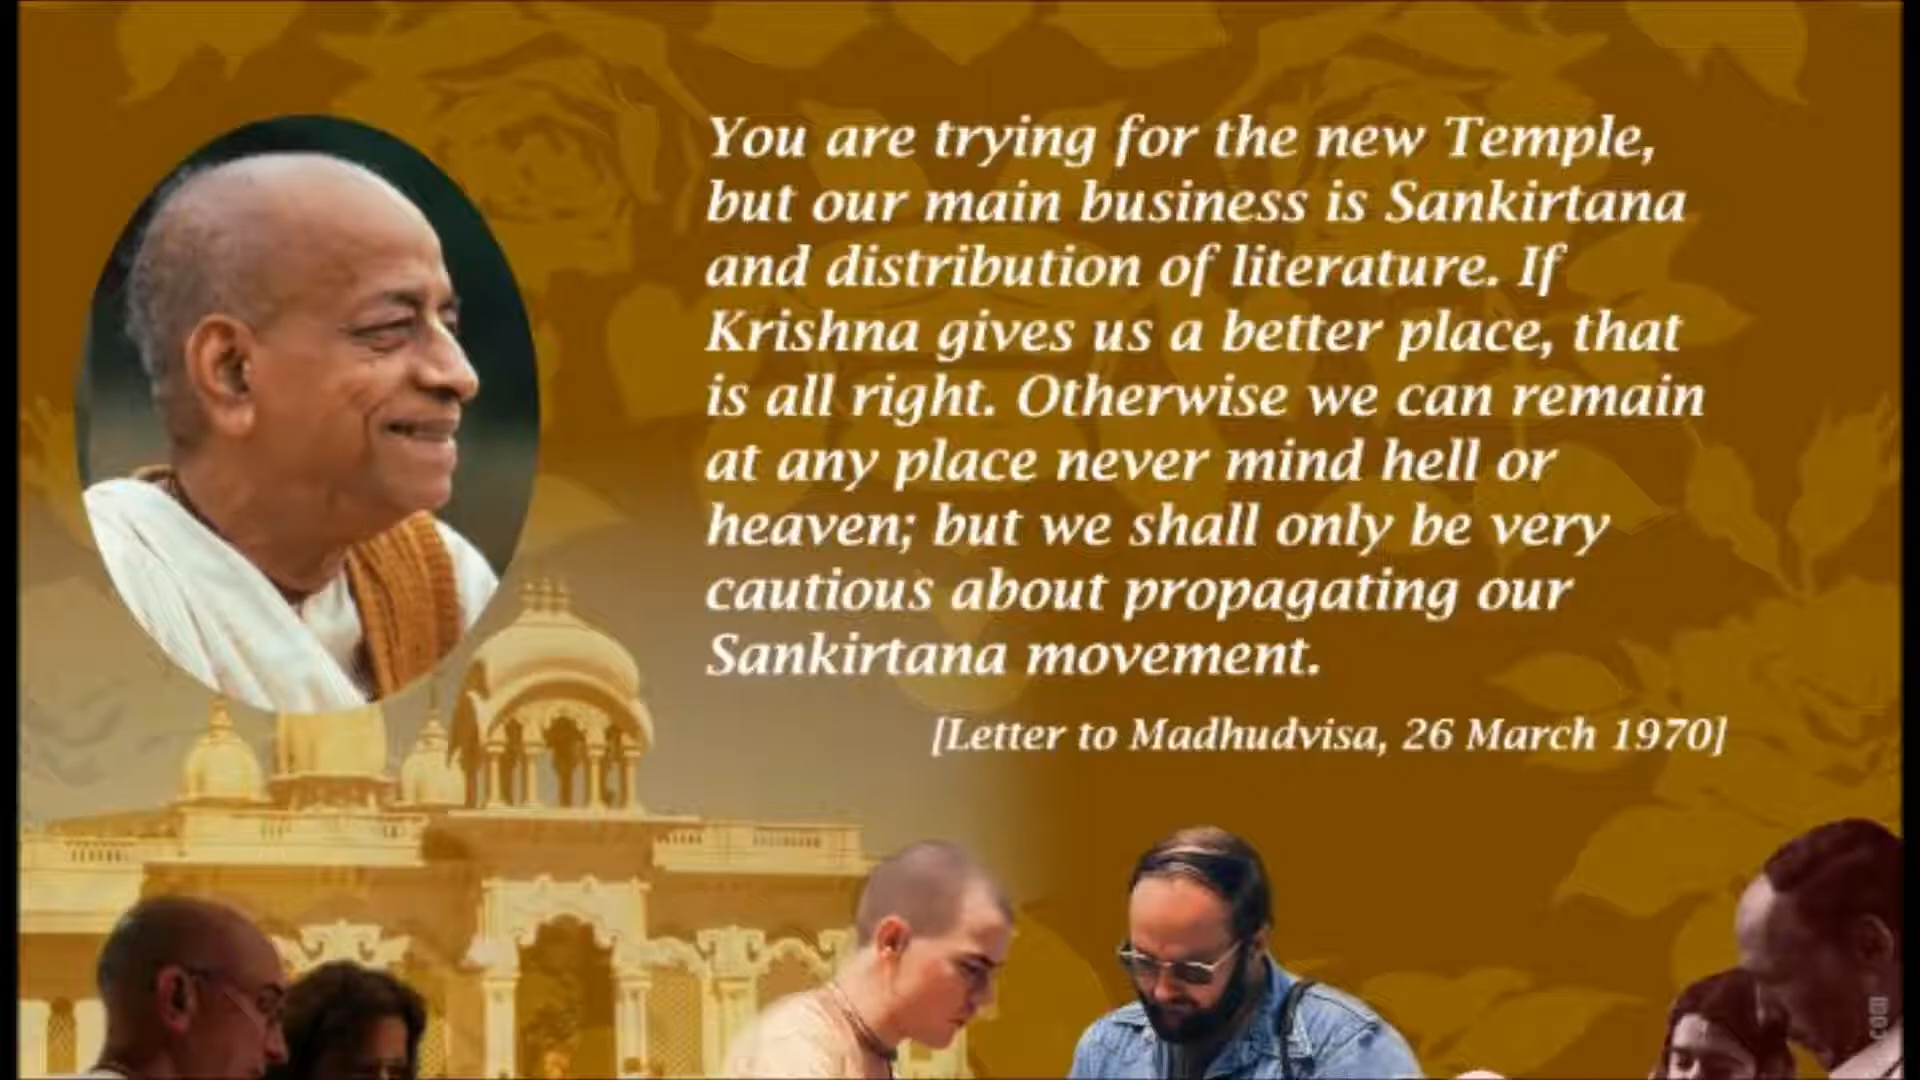 You are trying for the new Temple,
but our main business is Sankirtana
and distribution of literature. If
Krishna gives us a better place, that
is all right. Otherwise we can remain
at any place never mind hell or
heaven; but we shall only be very
cautious about propagating our
Sankirtana movement.
[Letter to Madhudvisa, 26 March 1970]
.com